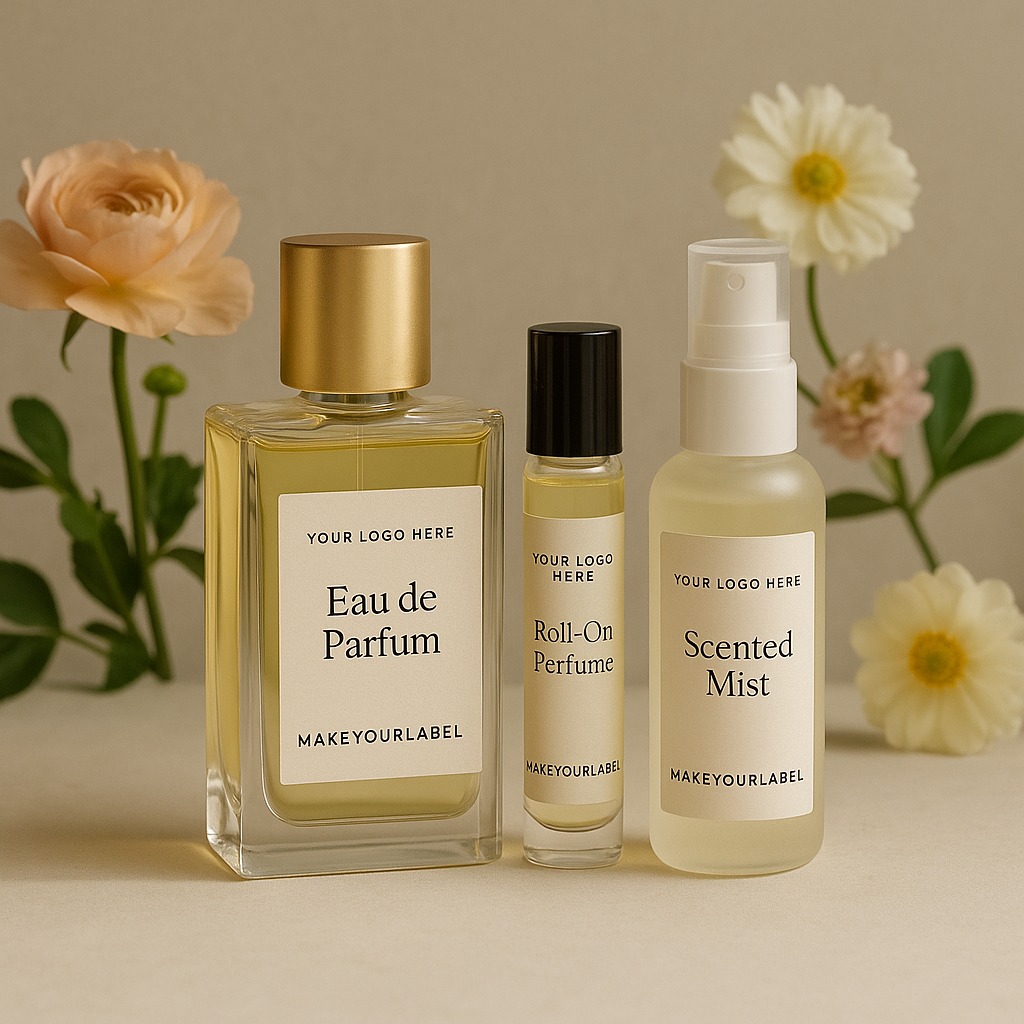 YOUR LOGO HERE
Eau de
Parfum
MAKEYOURLABEL
YOUR LOGO
HERE
Roll-On
Perfume
MAKEYOURLABEL
YOUR LOGO HERE
Scented
Mist
MAKEYOURLABEL